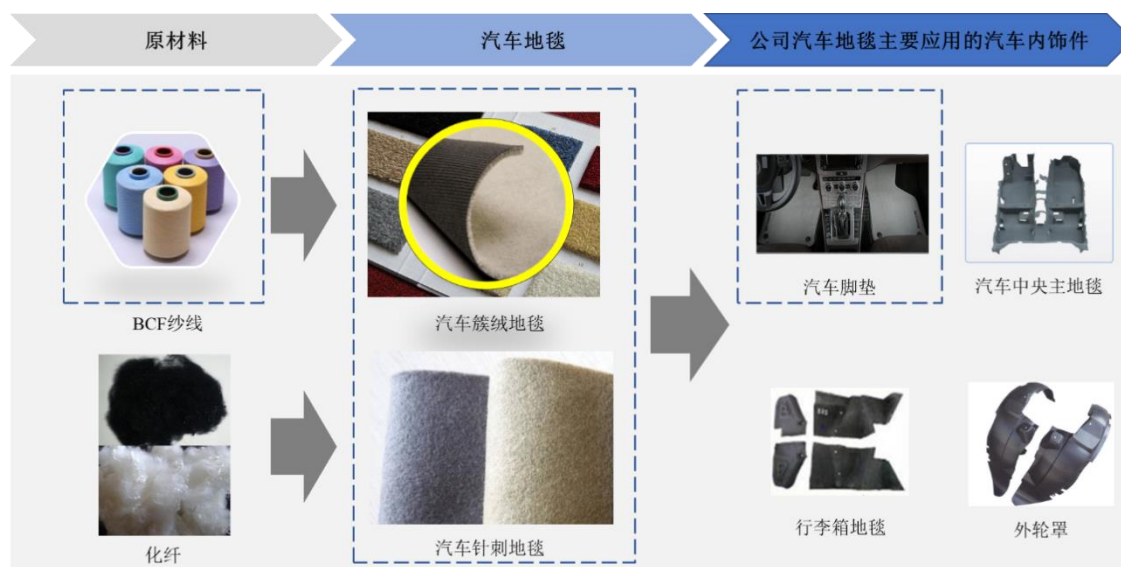 原材料
汽车地毯
公司汽车地毯主要应用的汽车内饰件
BCF纱线
汽车簇绒地毯
汽车脚垫
汽车中央主地毯
化纤
汽车针刺地毯
行李箱地毯
外轮罩